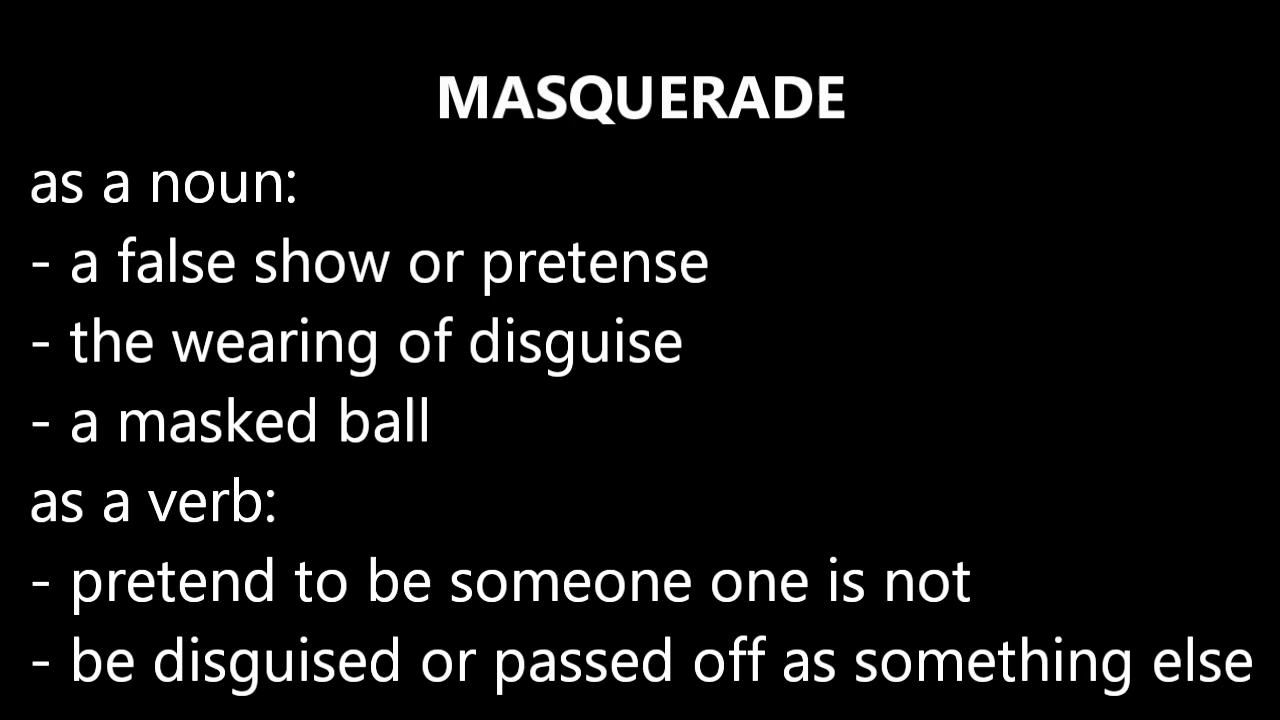 MASQUERADE
as a noun:
- a false show or pretense
- the wearing of disguise
- a masked ball
as a verb:
- pretend to be someone one is not
- be disguised or passed off as something else